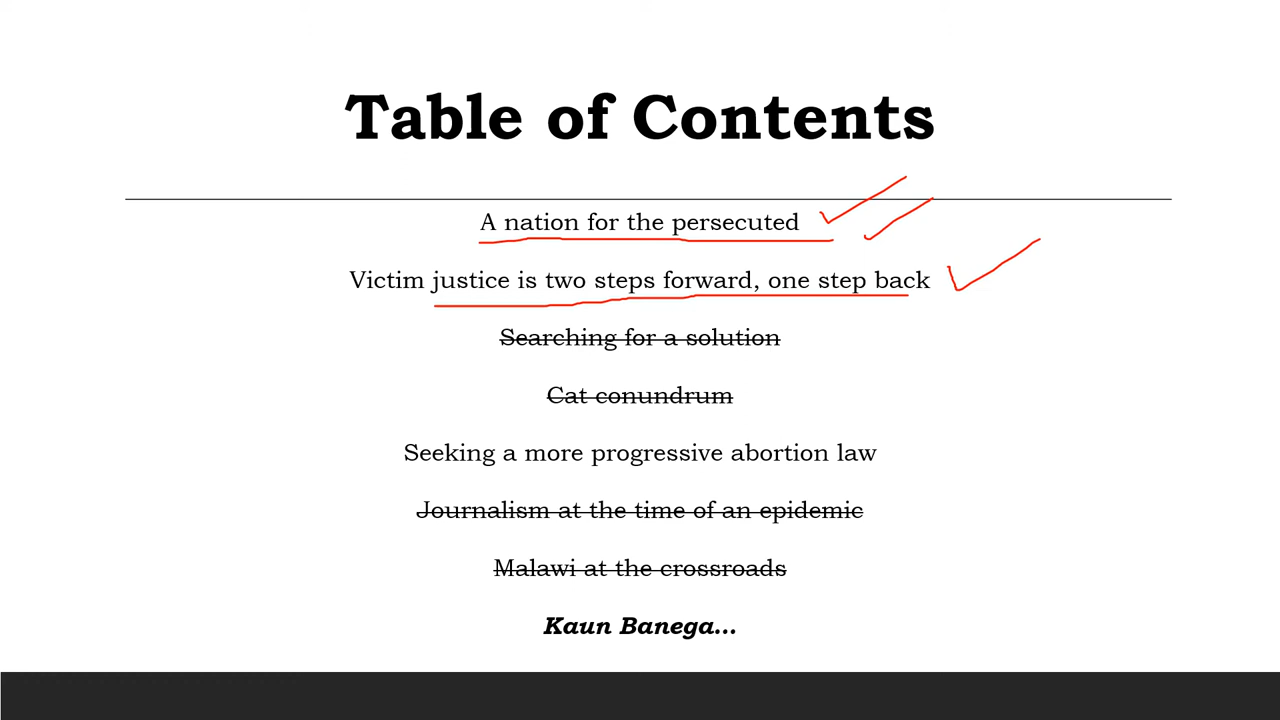 Table of Contents
A nation for the persecuted
Victim justice is two steps forward, one step back
Searching for a solution
Cat conundrum
Seeking a more progressive abortion law
Journalism at the time of an epidemic
Malawi at the crossroads
Kaun Banega...